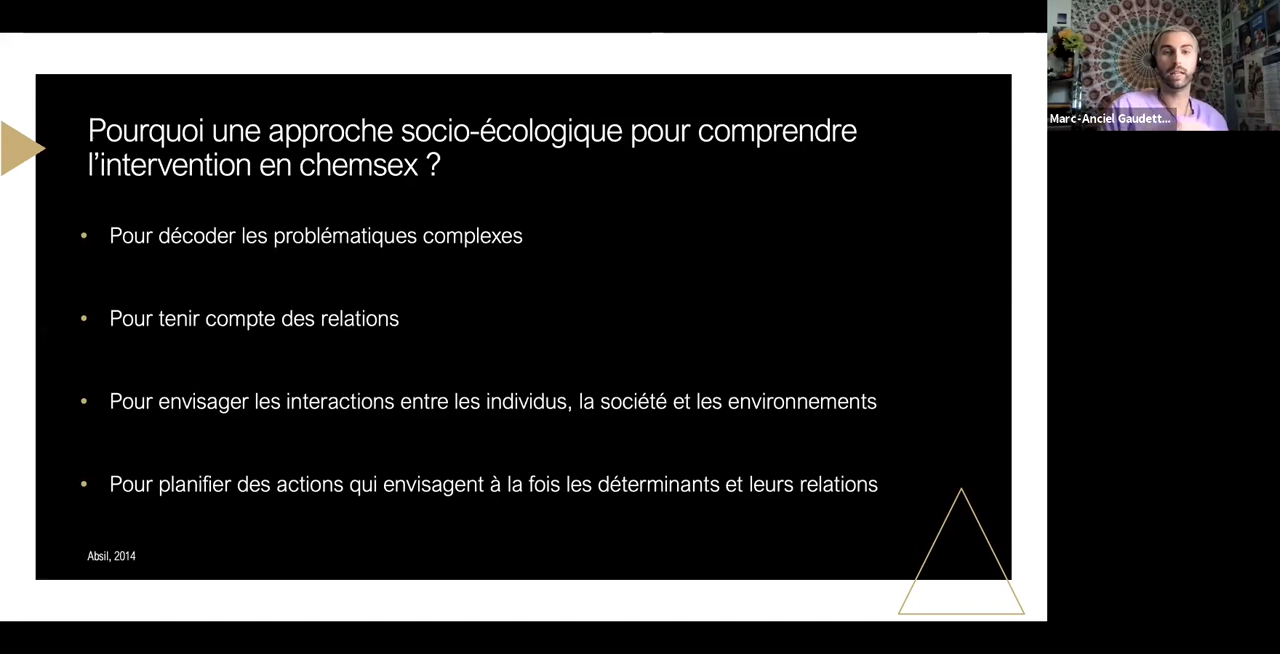 Pourquoi une approche socio-écologique pour comprendre
l’intervention en chemsex ?
• Pour décoder les problématiques complexes
• Pour tenir compte des relations
• Pour envisager les interactions entre les individus, la société et les environnements
• Pour planifier des actions qui envisagent à la fois les déterminants et leurs relations
Absil, 2014
Marc-Anciel Gaudett...